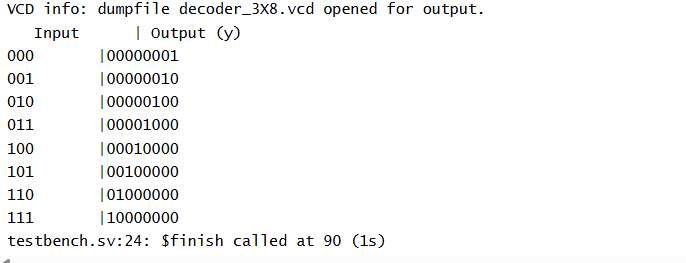 VCD info: dumpfile decoder_3X8.vcd opened for output.
Input | Output (y)
000 |00000001
001 |00000010
010 |00000100
011 |00001000
100 |00010000
101 |00100000
110 |01000000
111 |10000000
testbench.sv:24: $finish called at 90 (1s)